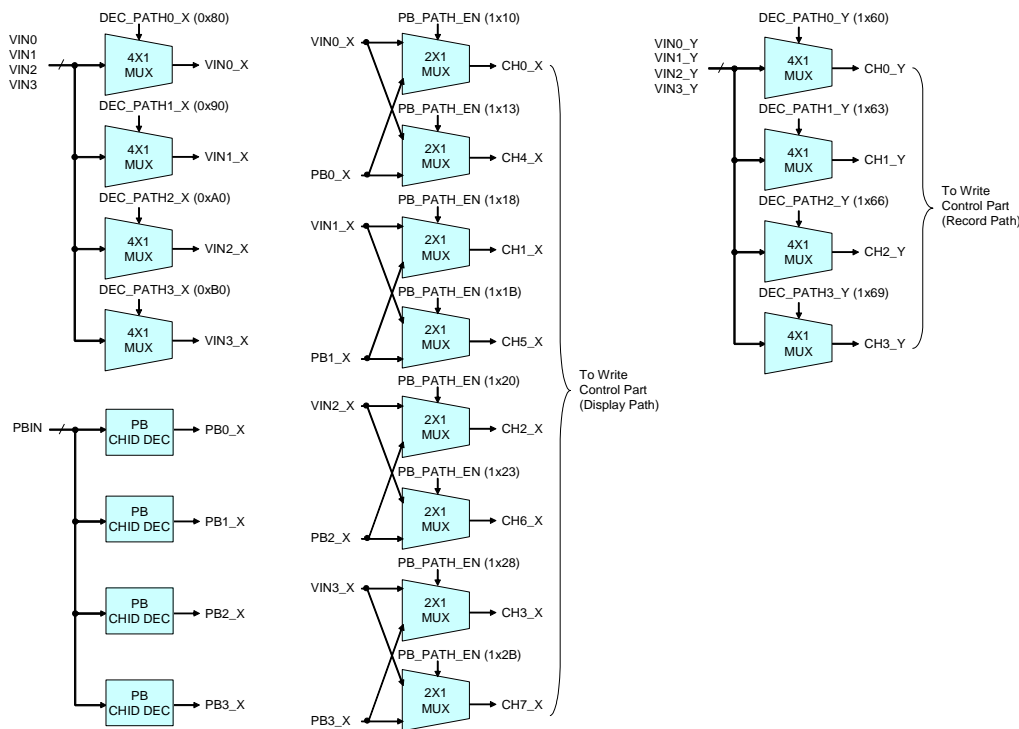 DEC_PATH0_X (0x80)
VIN0
VIN1
VIN2
VIN3
4X1
MUX
VIN0_X
DEC_PATH1_X (0x90)
4X1
MUX
VIN1_X
DEC_PATH2_X (0xA0)
4X1
MUX
VIN2_X
DEC_PATH3_X (0xB0)
4X1
MUX
VIN3_X
PBIN
PB
CHID DEC
PB0_X
PB
CHID DEC
PB1_X
PB
CHID DEC
PB2_X
PB
CHID DEC
PB3_X
PB_PATH_EN (1x10)
VIN0_X
2X1
MUX
CH0_X
PB_PATH_EN (1x13)
2X1
MUX
CH4_X
PB0_X
PB_PATH_EN (1x18)
VIN1_X
2X1
MUX
CH1_X
PB_PATH_EN (1x1B)
2X1
MUX
CH5_X
PB1_X
PB_PATH_EN (1x20)
VIN2_X
2X1
MUX
CH2_X
PB_PATH_EN (1x23)
2X1
MUX
CH6_X
PB2_X
PB_PATH_EN (1x28)
VIN3_X
2X1
MUX
CH3_X
PB_PATH_EN (1x2B)
2X1
MUX
CH7_X
PB3_X
To Write
Control Part
(Display Path)
DEC_PATH0_Y (1x60)
VIN0_Y
VIN1_Y
VIN2_Y
VIN3_Y
4X1
MUX
CH0_Y
DEC_PATH1_Y (1x63)
4X1
MUX
CH1_Y
DEC_PATH2_Y (1x66)
4X1
MUX
CH2_Y
DEC_PATH3_Y (1x69)
4X1
MUX
CH3_Y
To Write
Control Part
(Record Path)